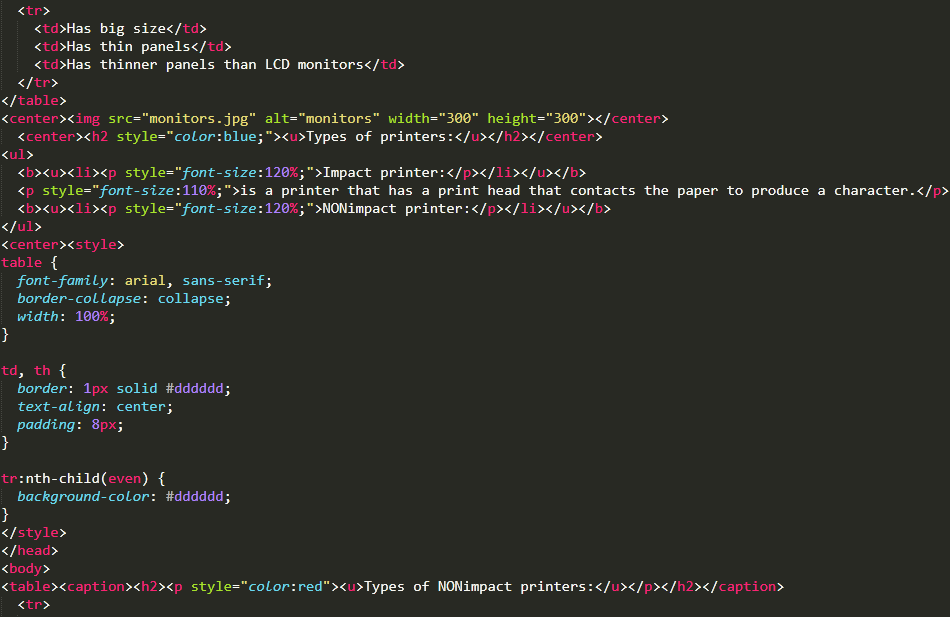 <tr>
<td>Has big size</td>
<td>Has thin panels</td>
<td>Has thinner panels than LCD monitors</td>
</tr>
</table>
<center><img src="monitors.jpg" alt="monitors" width="300" height="300"></center>
<center><h2 style="color:blue;"><u>Types of printers:</u></h2></center>
<ul>
<b><u><li><p style="font-size:120%;">Impact printer:</p></li></u></b>
<p style="font-size:110%;">is a printer that has a print head that contacts the paper to produce a character.</p>
<b><u><li><p style="font-size:120%;">NONimpact printer:</p></li></u></b>
</ul>
<center><style>
table {
font-family: arial, sans-serif;
border-collapse: collapse;
width: 100%;
}
td, th {
border: 1px solid #dddddd;
text-align: center;
padding: 8px;
}
tr:nth-child(even) {
background-color: #dddddd;
}
</style>
</head>
<body>
<table><caption><h2><p style="color:red"><u>Types of NONimpact printers:</u></p></h2></caption>
<tr>